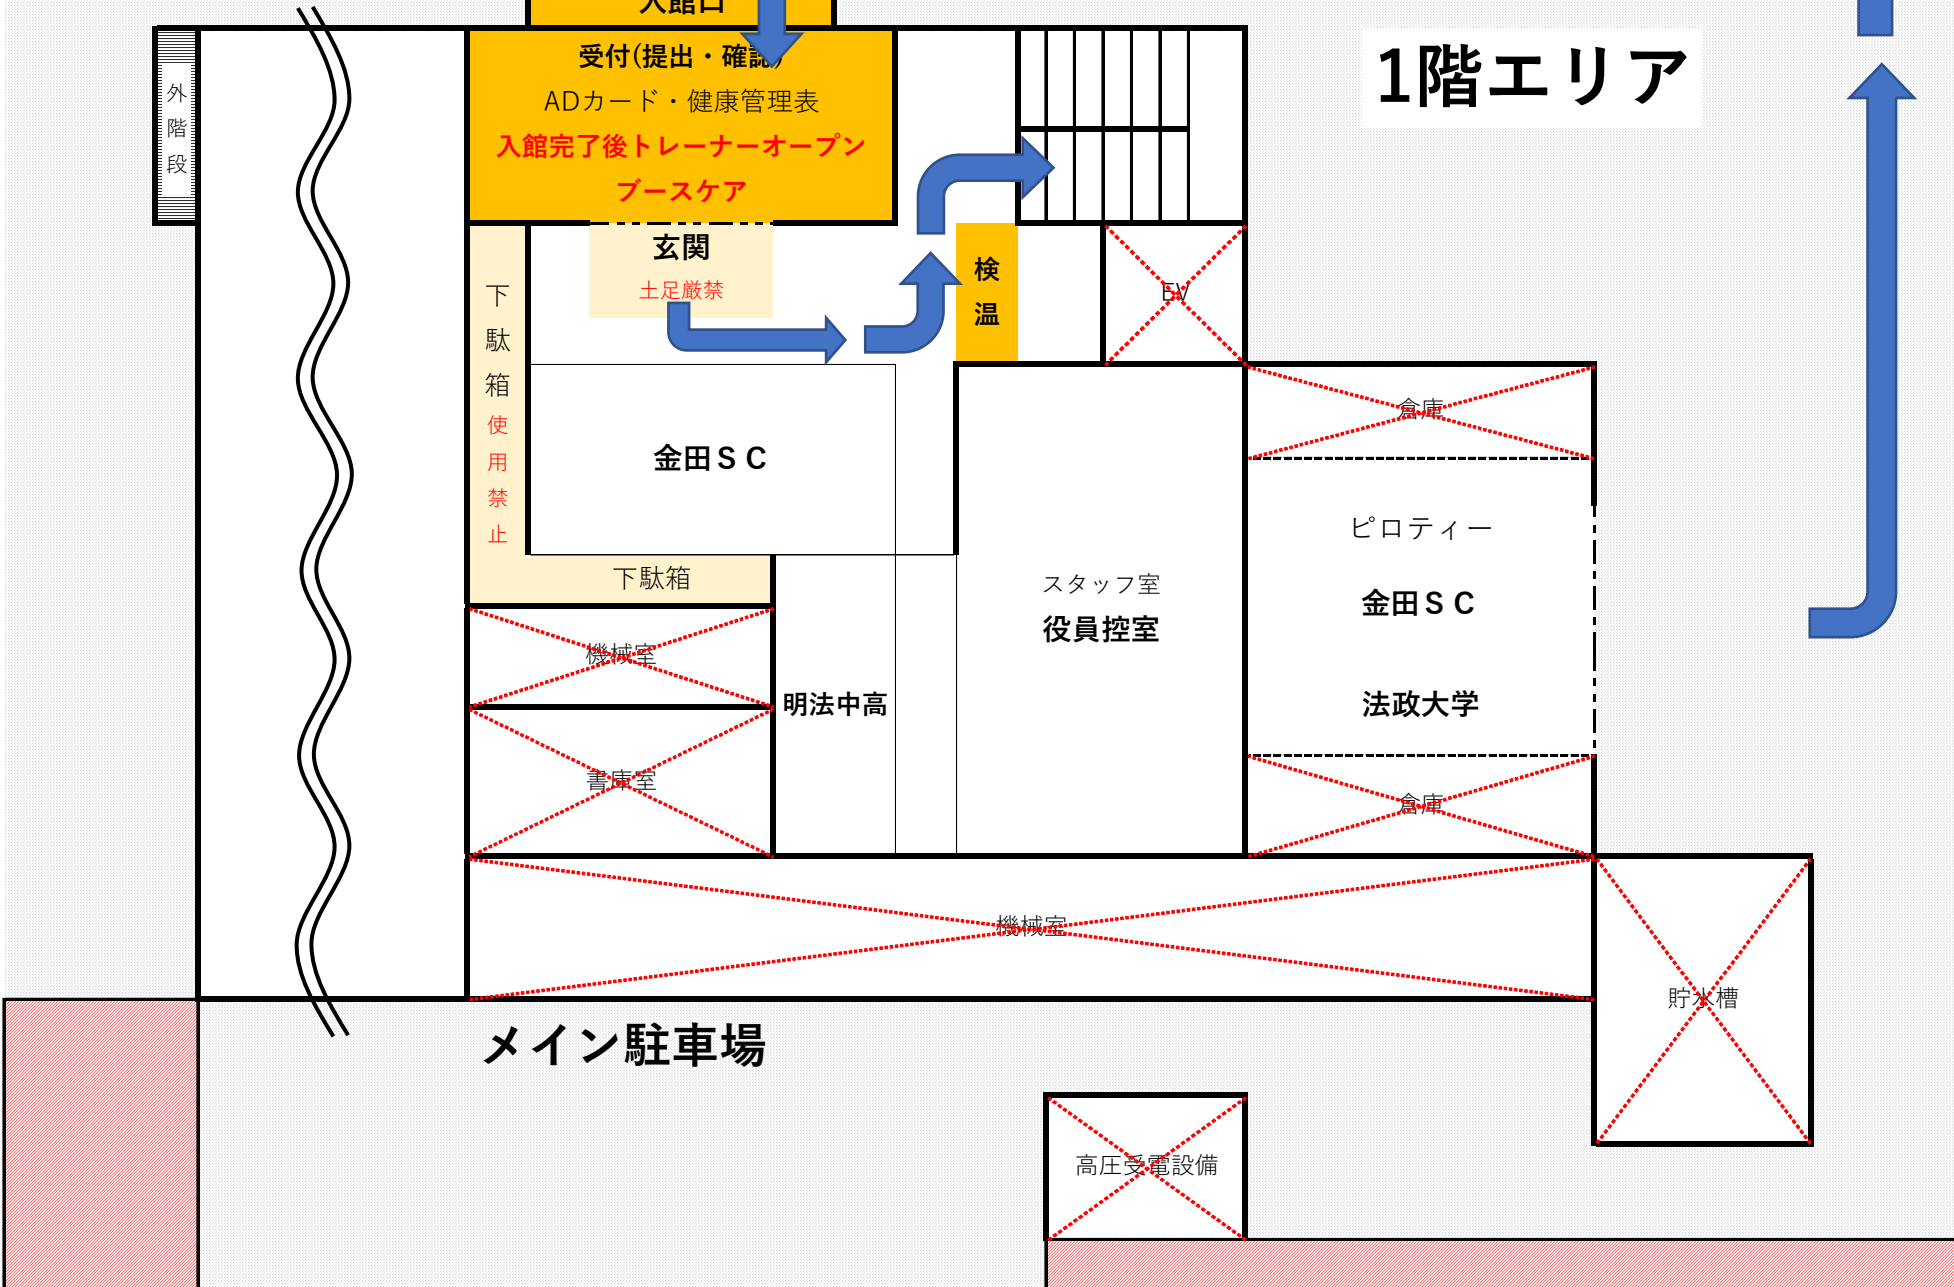 入館口
1階エリア
受付(提出・確認)
ADカード・健康管理表
入館完了後トレーナーオープン
ブースケア
外階段
玄関
土足厳禁
検温
EV
下駄箱使用禁止
金田ＳＣ
倉庫
ピロティー
金田ＳＣ
法政大学
下駄箱
スタッフ室
役員控室
機械室
明法中高
書庫室
倉庫
機械室
貯水槽
メイン駐車場
高圧受電設備